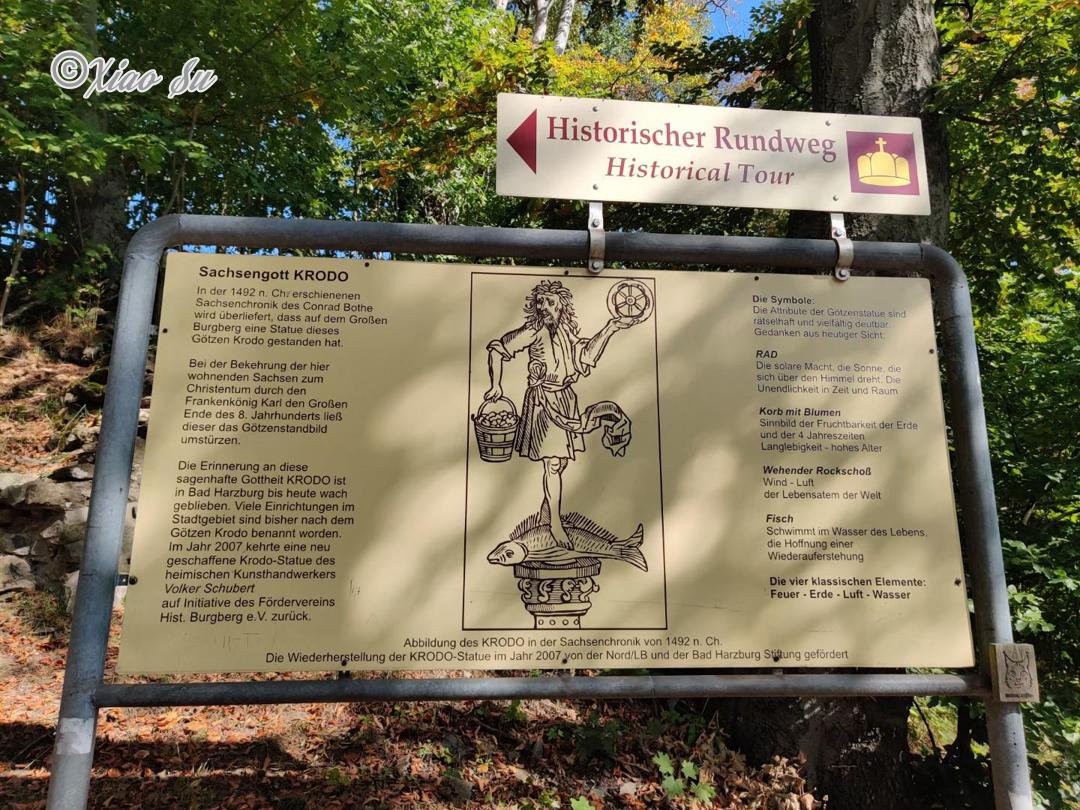 ©Xiao Su
Historischer Rundweg
Historical Tour
Sachsengott KRODO
In der 1492 n. Chr erschienenen
Sachsenchronik des Conrad Bothe
wird überliefert, dass auf dem Großen
Burgberg eine Statue dieses
Götzen Krodo gestanden hat.
Bei der Bekehrung der hier
wohnenden Sachsen zum
Christentum durch den
Frankenkönig Karl den Großen
Ende des 8. Jahrhunderts ließ
dieser das Götzenstandbild
umstürzen.
Die Erinnerung an diese
sagenhafte Gottheit KRODO ist
in Bad Harzburg bis heute wach
geblieben. Viele Einrichtungen im
Stadtgebiet sind bisher nach dem
Götzen Krodo benannt worden.
Im Jahr 2007 kehrte eine neu
geschaffene Krodo-Statue des
heimischen Kunsthandwerkers
Volker Schubert
auf Initiative des Fördervereins
Hist. Burgberg e.V. zurück.
Die Symbole:
Die Attribute der Götzenstatue sind
rätselhaft und vielfältig deutbar.
Gedanken aus heutiger Sicht:
RAD
Die solare Macht, die Sonne, die
sich über den Himmel dreht. Die
Unendlichkeit in Zeit und Raum
Korb mit Blumen
Sinnbild der Fruchtbarkeit der Erde
und der 4 Jahreszeiten
Langlebigkeit - hohes Alter
Wehender Rockschoß
Wind - Luft
der Lebensatem der Welt
Fisch
Schwimmt im Wasser des Lebens,
die Hoffnung einer
Wiederauferstehung
Die vier klassischen Elemente:
Feuer - Erde - Luft - Wasser
Abbildung des KRODO in der Sachsenchronik von 1492 n. Ch.
Die Wiederherstellung der KRODO-Statue im Jahr 2007 von der Nord/LB und der Bad Harzburg Stiftung gefördert